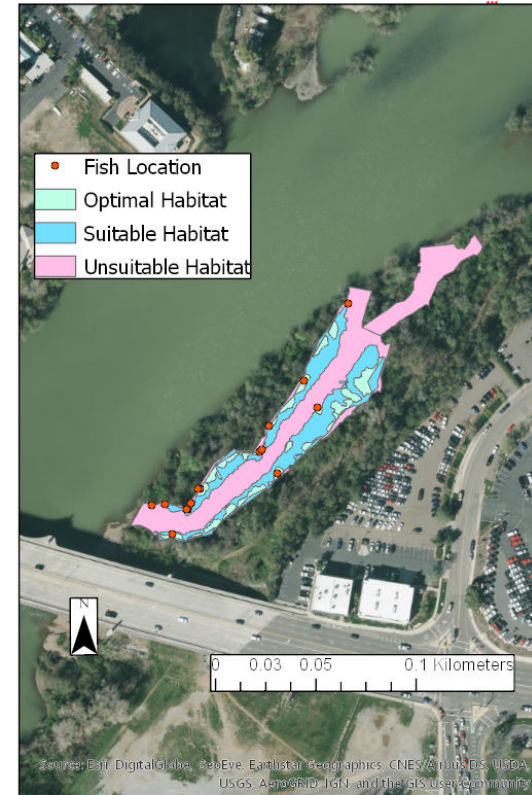 Fish Location
Optimal Habitat
Suitable Habitat
Unsuitable Habitat
N
0 0.03 0.05 0.1 Kilometers
Source: Esri, DigitalGlobe, GeoEye, Earthstar Geographics, CNES/Airbus DS, USDA,
USGS, AeroGRID, IGN, and the GIS User Community